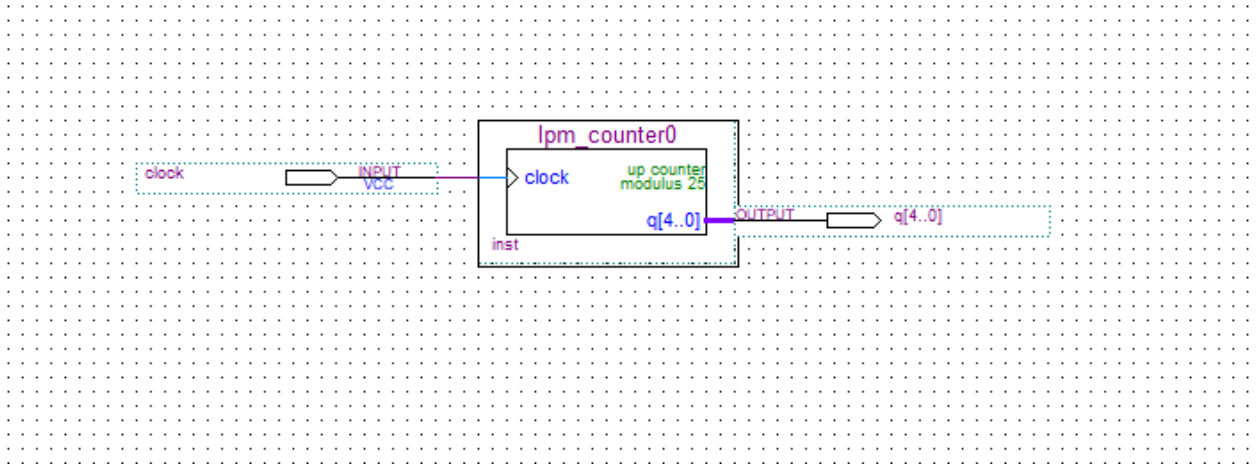 lpm_counter0
clock
INPUT
VCC
clock
up counter
modulus 25
q[4..0]
OUTPUT
q[4..0]
inst